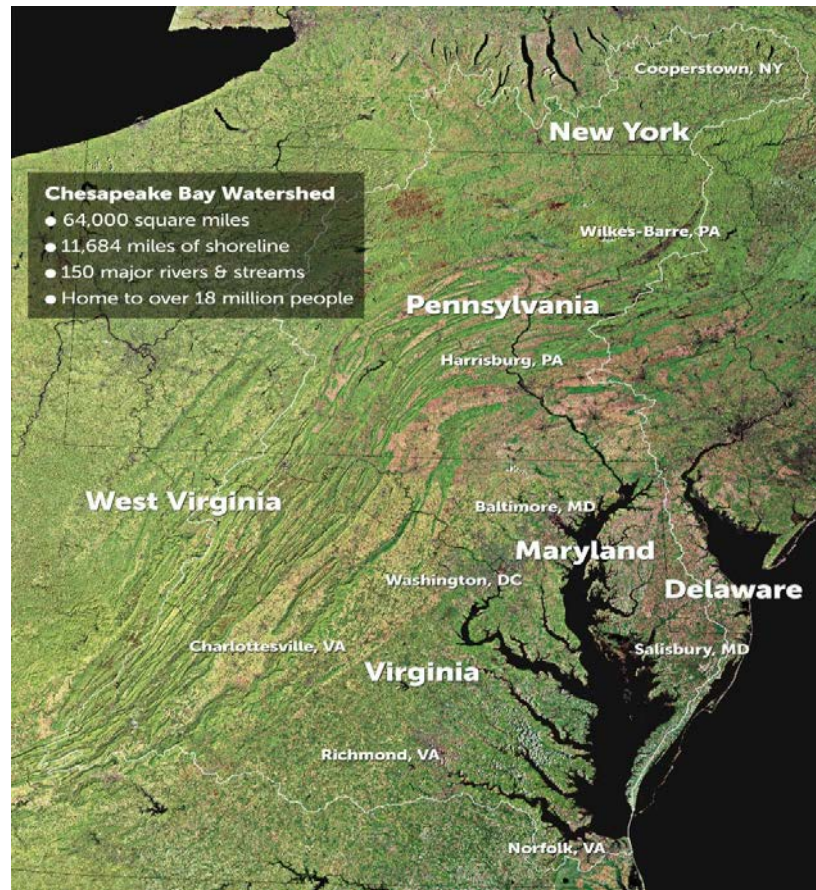 Cooperstown, NY
New York
Chesapeake Bay Watershed
● 64,000 square miles
● 11,684 miles of shoreline
● 150 major rivers & streams
● Home to over 18 million people
Wilkes-Barre, PA
Pennsylvania
Harrisburg, PA
West Virginia
Baltimore, MD
Maryland
Washington, DC
Delaware
Charlottesville, VA
Salisbury, MD
Virginia
Richmond, VA
Norfolk, VA